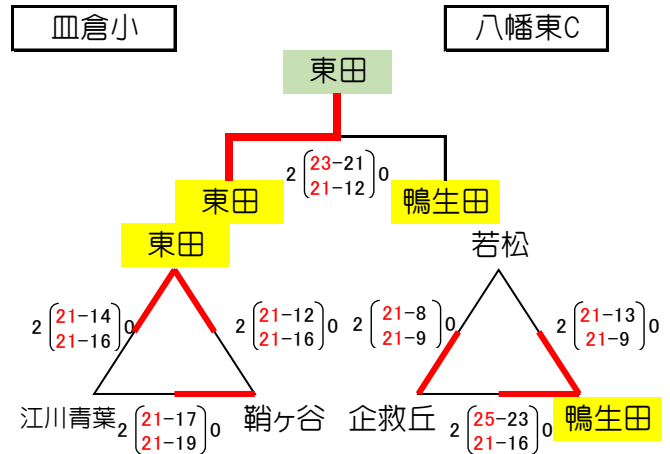 皿倉小
八幡東C
東田
2 23-21 0
21-12
東田
鴨生田
東田
若松
2 21-14 0
21-16
2 21-12 0
21-16
2 21-8 0
21-9
2 21-13 0
21-9
江川青葉
2 21-17 0
21-19
鞘ヶ谷
企救丘
2 25-23 0
21-16
鴨生田